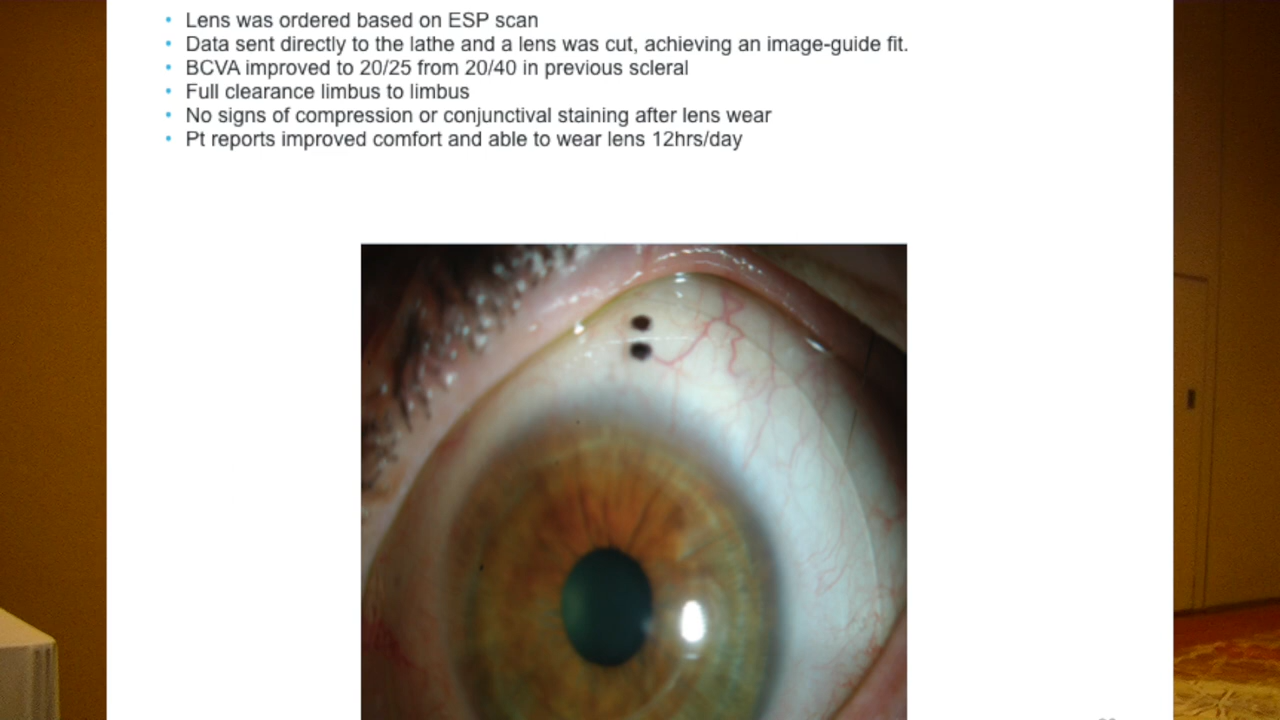 • Lens was ordered based on ESP scan
• Data sent directly to the lathe and a lens was cut, achieving an image-guide fit.
• BCVA improved to 20/25 from 20/40 in previous scleral
• Full clearance limbus to limbus
• No signs of compression or conjunctival staining after lens wear
• Pt reports improved comfort and able to wear lens 12hrs/day